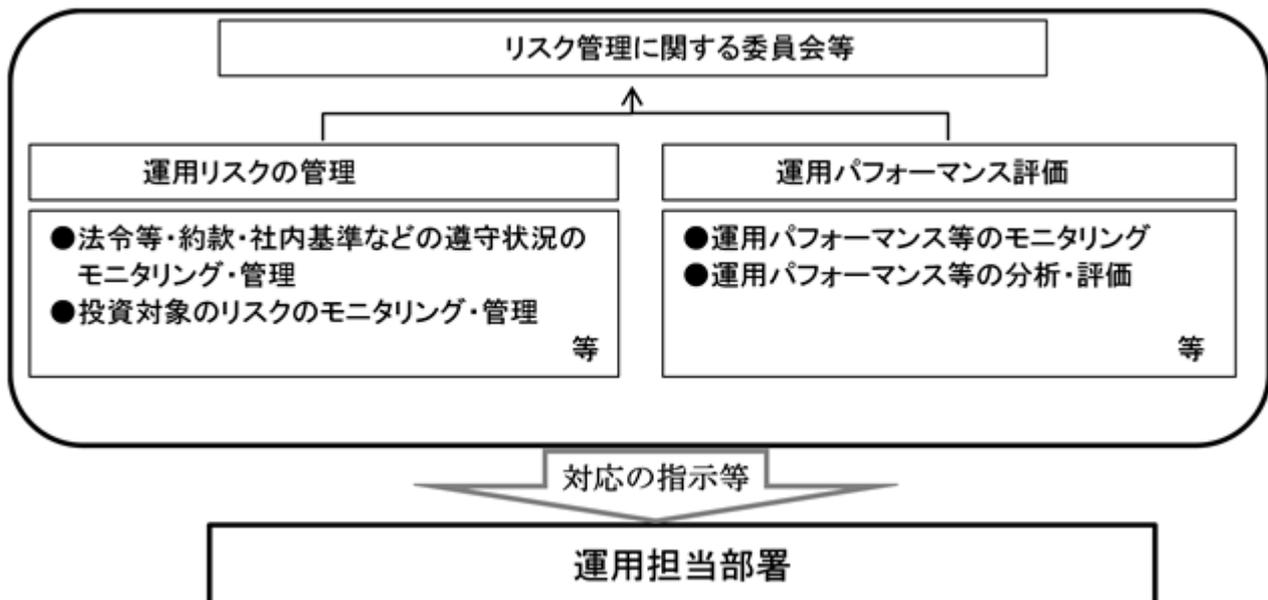 リスク管理に関する委員会等
運用リスクの管理
●法令等・約款・社内基準などの遵守状況の
モニタリング・管理
●投資対象のリスクのモニタリング・管理
等
運用パフォーマンス評価
●運用パフォーマンス等のモニタリング
●運用パフォーマンス等の分析・評価
等
対応の指示等
運用担当部署